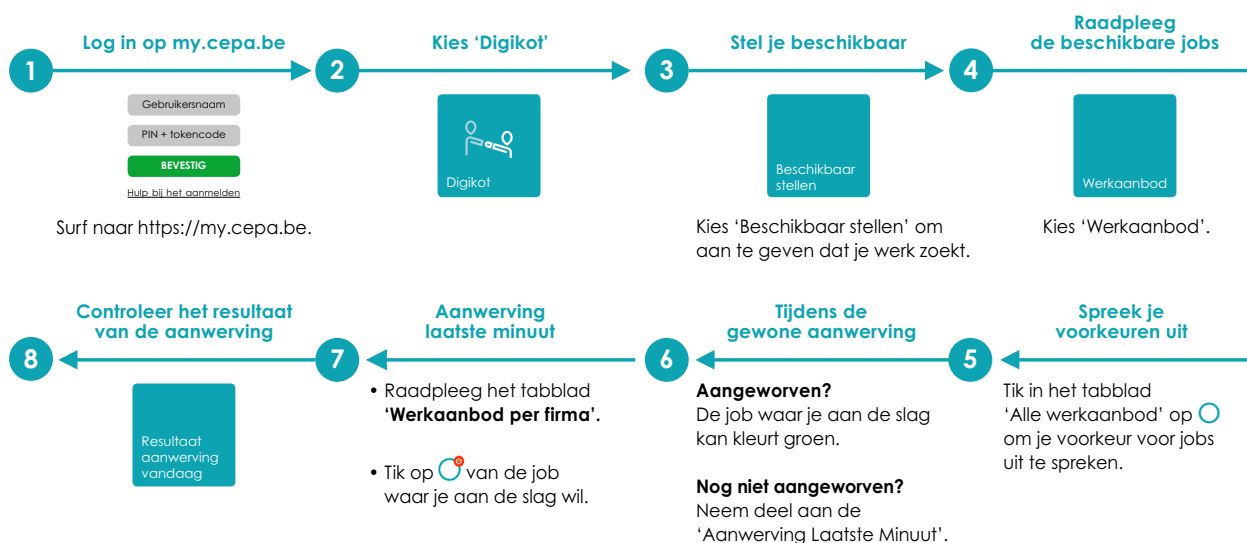 1
Log in op my.cepa.be
Gebruikersnaam
PIN + tokencode
BEVESTIG
Hulp bij het aanmelden
Surf naar https://my.cepa.be.
2
Kies ‘Digikot’
Digikot
3
Stel je beschikbaar
Beschikbaar
stellen
Kies ‘Beschikbaar stellen’ om
aan te geven dat je werk zoekt.
4
Raadpleeg
de beschikbare jobs
Werkaanbod
Kies ‘Werkaanbod’.
5
Spreek je
voorkeuren uit
Tik in het tabblad
‘Alle werkaanbod’ op
om je voorkeur voor jobs
uit te spreken.
6
Tijdens de
gewone aanwerving
Aangeworven?
De job waar je aan de slag
kan kleurt groen.
Nog niet aangeworven?
Neem deel aan de
‘Aanwerving Laatste Minuut’.
7
Aanwerving
laatste minuut
• Raadpleeg het tabblad
‘Werkaanbod per firma’.
• Tik op van de job
waar je aan de slag wil.
8
Controleer het resultaat
van de aanwerving
Resultaat
aanwerving
vandaag